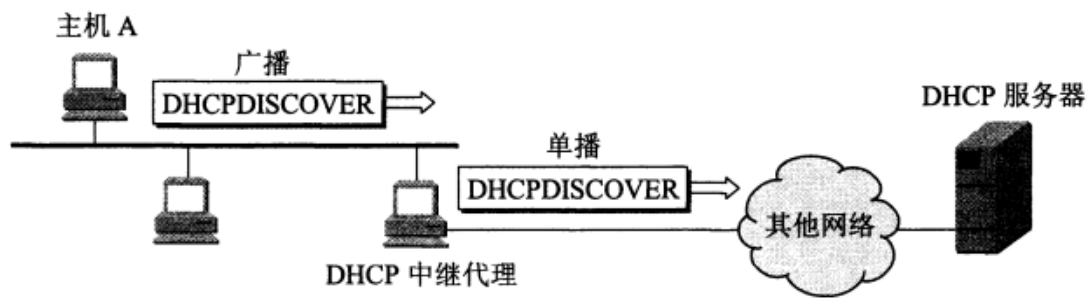 主机 A
广播
DHCPDISCOVER
DHCP 服务器
单播
DHCPDISCOVER
其他网络
DHCP 中继代理